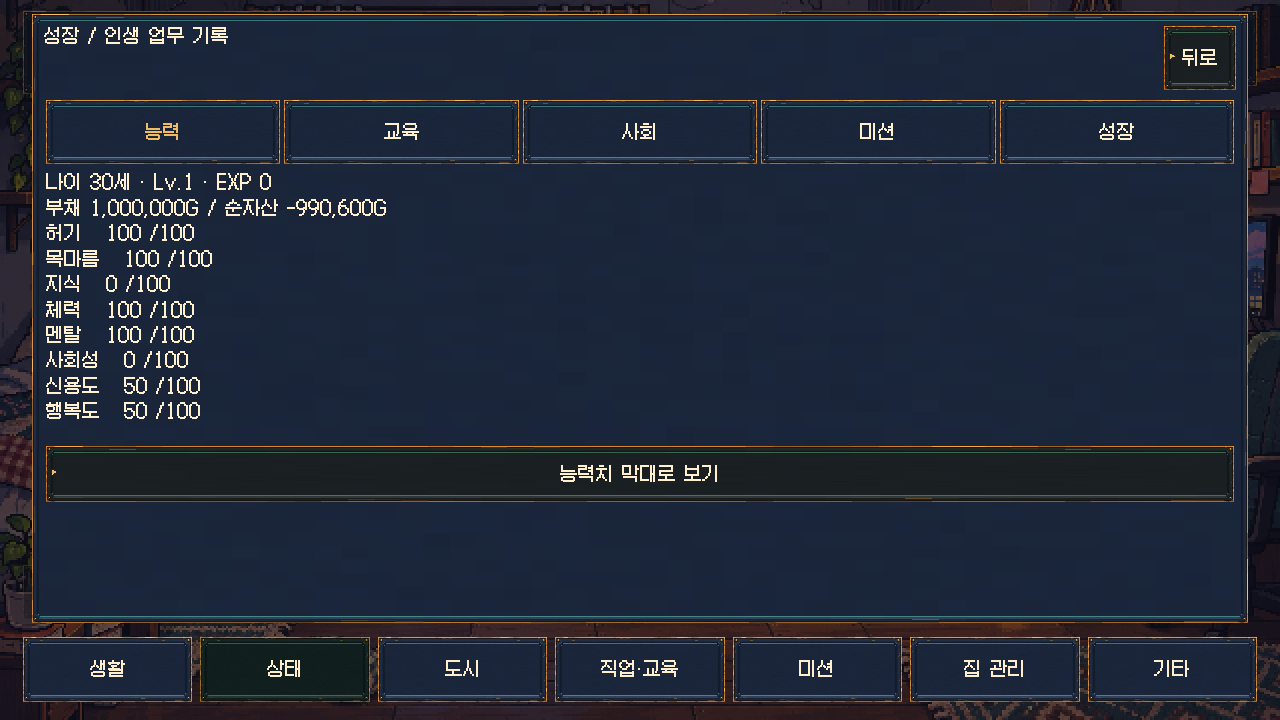 성장 / 인생 업무 기록
뒤로
능력 교육 사회 미션 성장
나이 30세 · Lv.1 · EXP 0
부채 1,000,000G / 순자산 -990,600G
허기 100 /100
목마름 100 /100
지식 0 /100
체력 100 /100
멘탈 100 /100
사회성 0 /100
신용도 50 /100
행복도 50 /100
능력치 막대로 보기
생활 상태 도시 직업·교육 미션 집 관리 기타